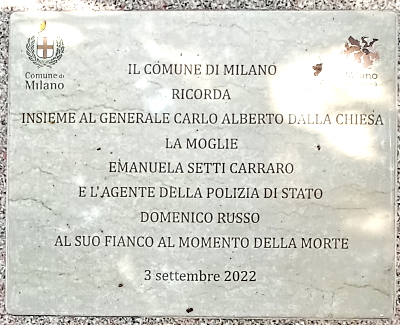 Comune di
Milano
IL COMUNE DI MILANO
RICORDA
INSIEME AL GENERALE CARLO ALBERTO DALLA CHIESA
LA MOGLIE
EMANUELA SETTI CARRARO
E L'AGENTE DELLA POLIZIA DI STATO
DOMENICO RUSSO
AL SUO FIANCO AL MOMENTO DELLA MORTE
3 settembre 2022